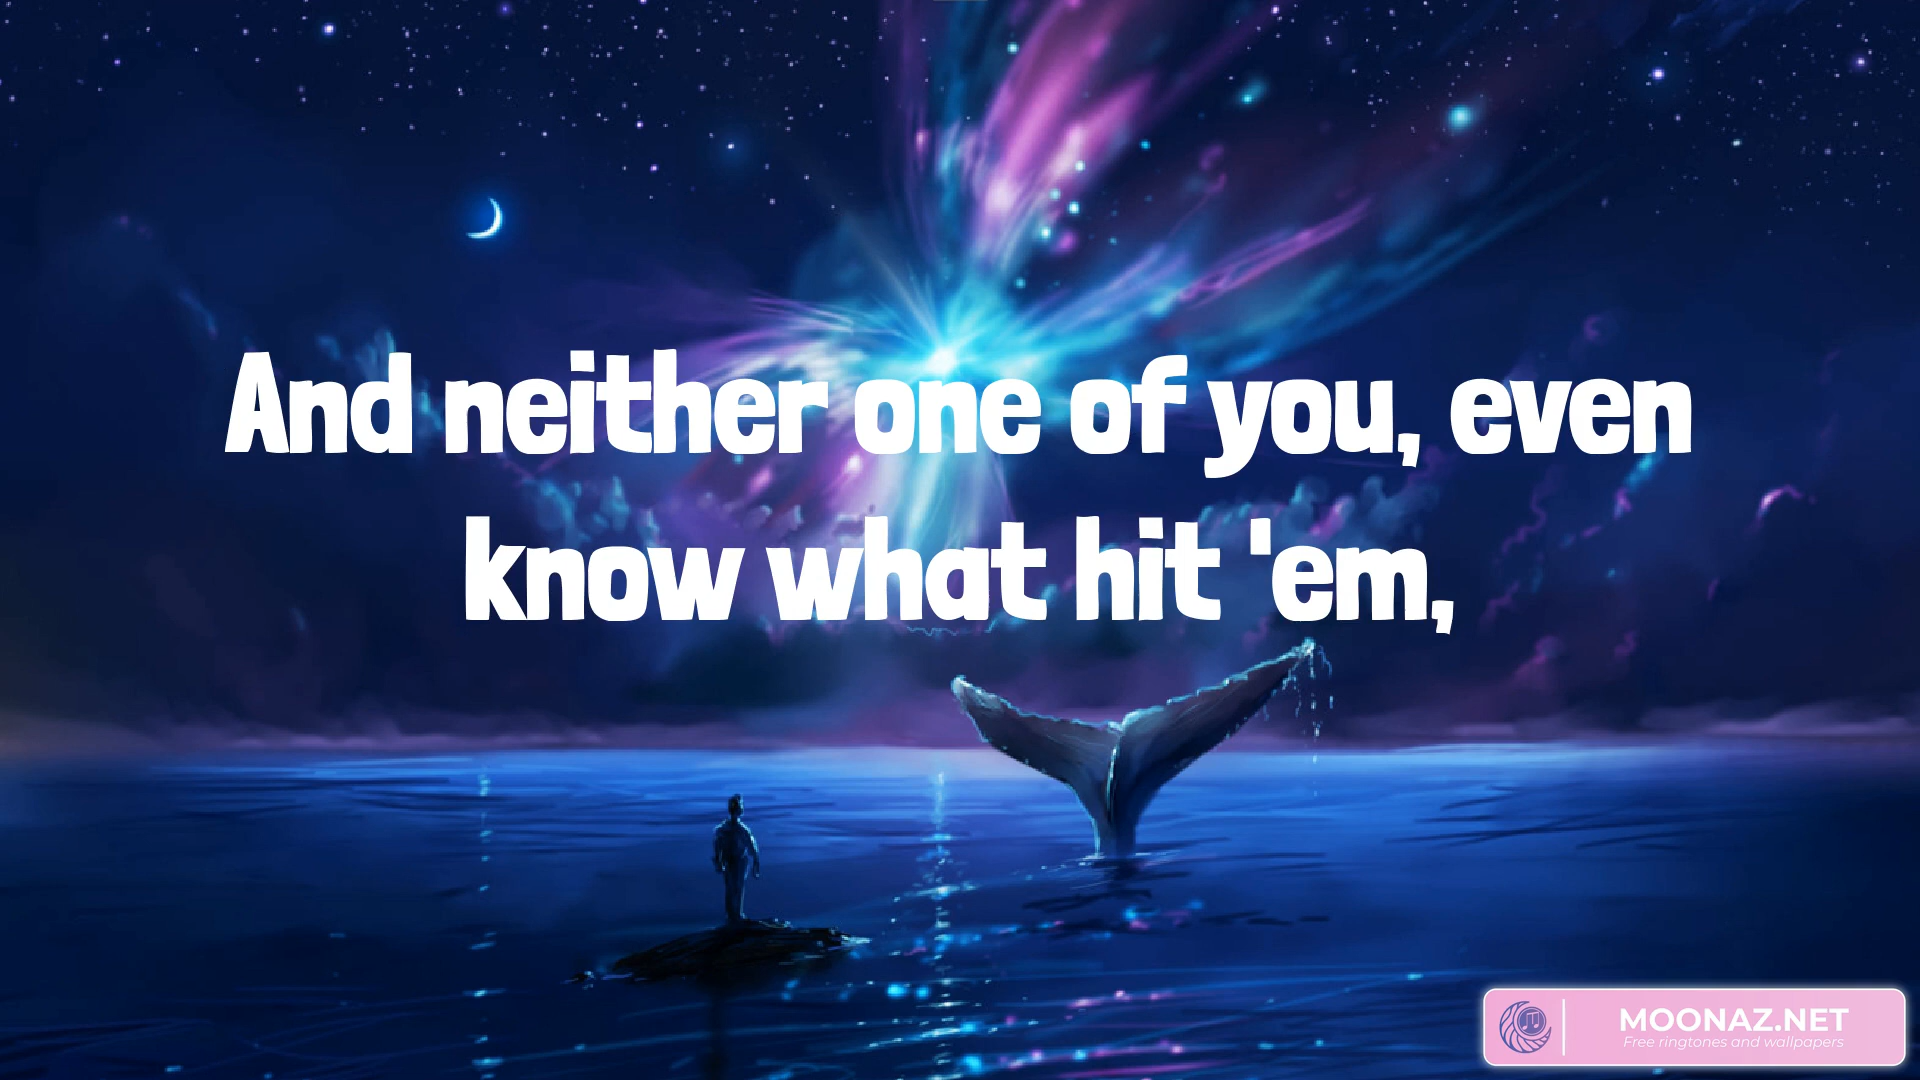 And neither one of you, even
know what hit 'em,
MOONAZ.NET
Free ringtones and wallpapers